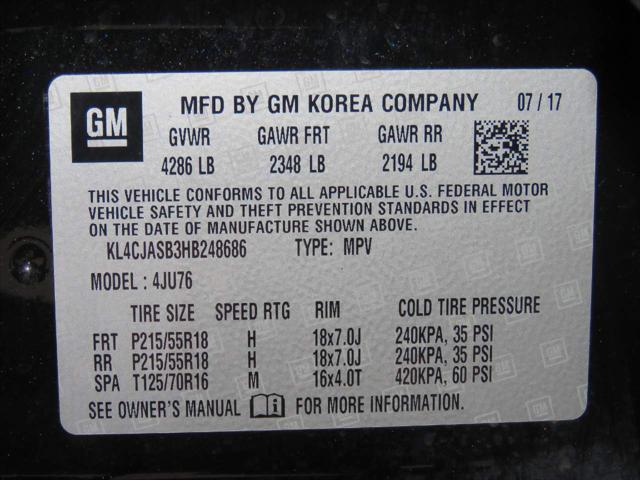 GM MFD BY GM KOREA COMPANY 07 / 17
GVWR GAWR FRT GAWR RR
4286 LB 2348 LB 2194 LB
THIS VEHICLE CONFORMS TO ALL APPLICABLE U.S. FEDERAL MOTOR
VEHICLE SAFETY AND THEFT PREVENTION STANDARDS IN EFFECT
ON THE DATE OF MANUFACTURE SHOWN ABOVE.
KL4CJASB3HB248686 TYPE: MPV
MODEL : 4JU76
TIRE SIZE SPEED RTG RIM COLD TIRE PRESSURE
FRT P215/55R18 H 18x7.0J 240KPA, 35 PSI
RR P215/55R18 H 18x7.0J 240KPA, 35 PSI
SPA T125/70R16 M 16x4.0T 420KPA, 60 PSI
SEE OWNER'S MANUAL FOR MORE INFORMATION.